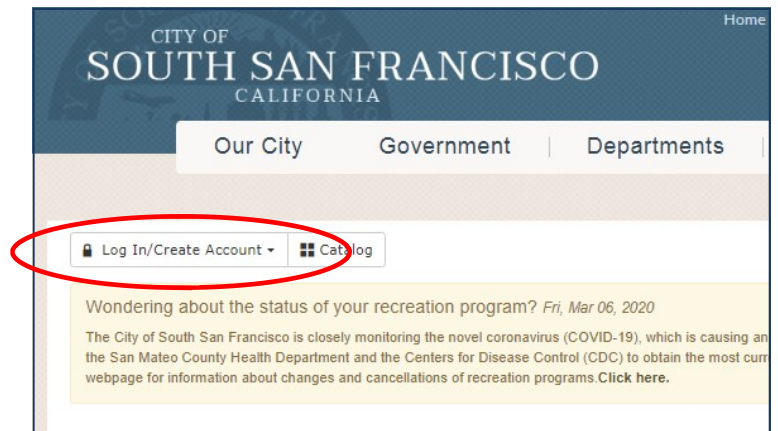 Home
CITY OF
SOUTH SAN FRANCISCO
CALIFORNIA
Our City Government Departments
Log In/Create Account Catalog
Wondering about the status of your recreation program? Fri, Mar 06, 2020
The City of South San Francisco is closely monitoring the novel coronavirus (COVID-19), which is causing an
the San Mateo County Health Department and the Centers for Disease Control (CDC) to obtain the most curr
webpage for information about changes and cancellations of recreation programs.Click here.